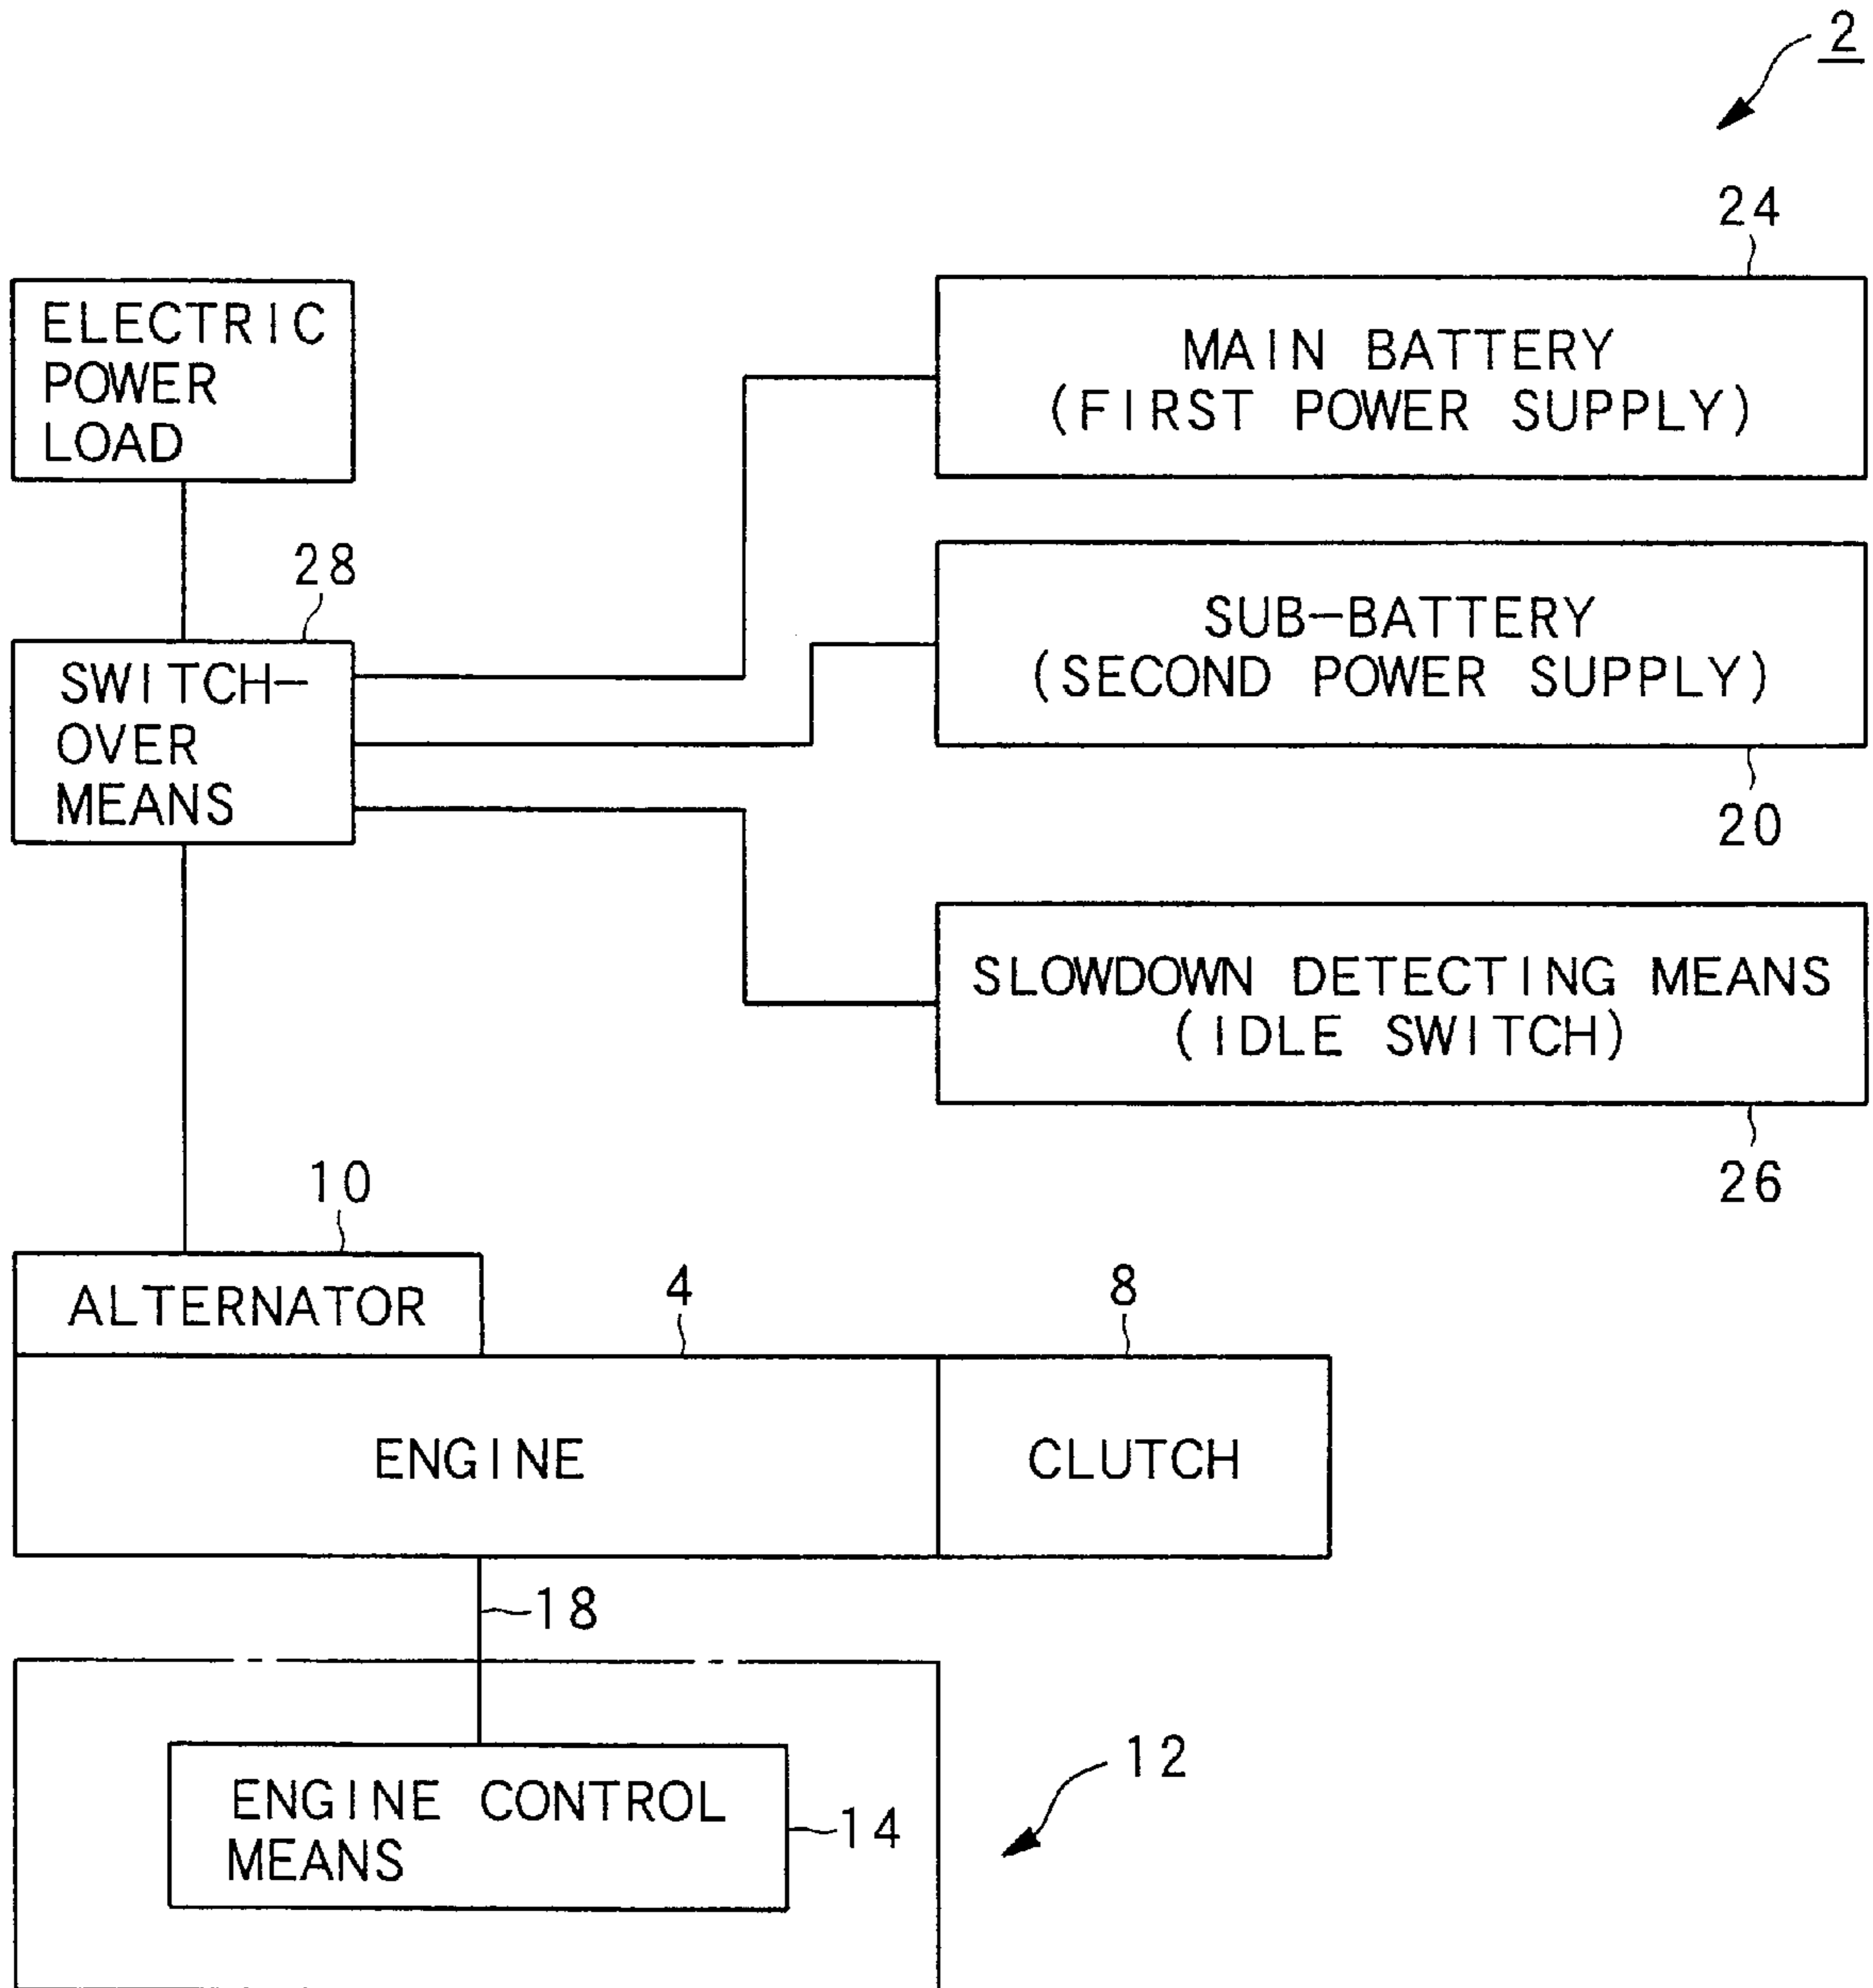 2
24
ELECTRIC
POWER
LOAD
MAIN BATTERY
(FIRST POWER SUPPLY)
28
SUB-BATTERY
(SECOND POWER SUPPLY)
SWITCH-
OVER
MEANS
20
SLOWDOWN DETECTING MEANS
(IDLE SWITCH)
26
10
ALTERNATOR
4
8
ENGINE
CLUTCH
18
12
ENGINE CONTROL
MEANS
14